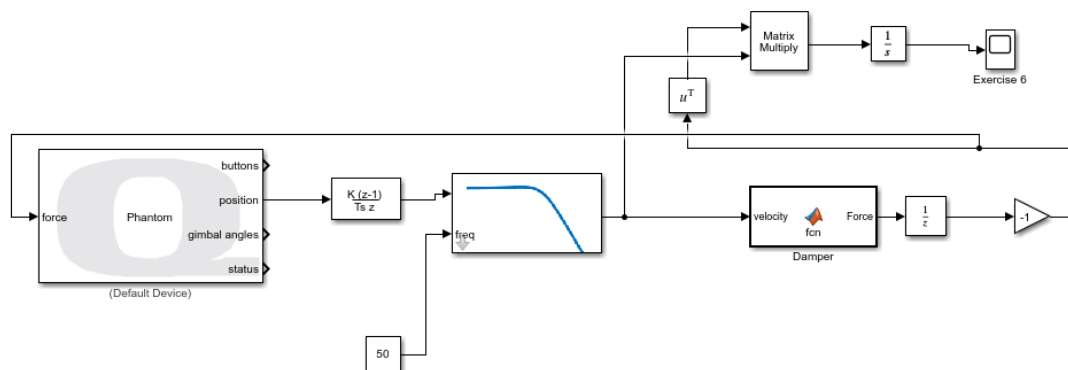 Matrix
Multiply
1
s
Exercise 6
uᵀ
buttons
position
force
Phantom
gimbal angles
status
(Default Device)
K (z-1)
Ts z
freq
50
velocity
fcn
Force
Damper
1
z
-1